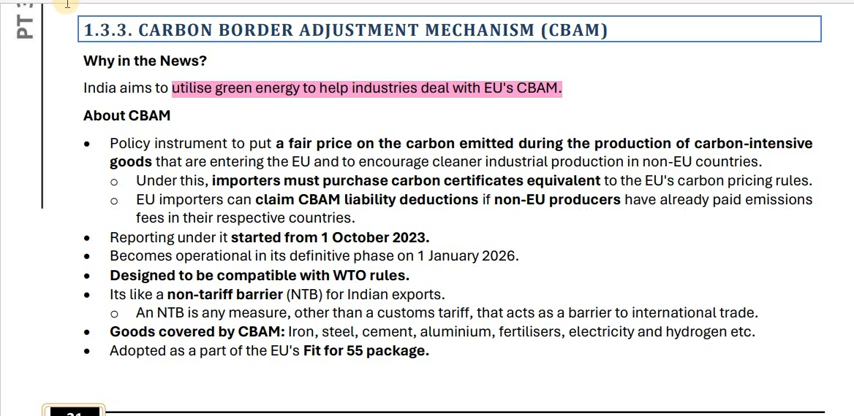 PT 3
1.3.3. CARBON BORDER ADJUSTMENT MECHANISM (CBAM)
Why in the News?
India aims to utilise green energy to help industries deal with EU's CBAM.
About CBAM
• Policy instrument to put a fair price on the carbon emitted during the production of carbon-intensive
goods that are entering the EU and to encourage cleaner industrial production in non-EU countries.
o Under this, importers must purchase carbon certificates equivalent to the EU's carbon pricing rules.
o EU importers can claim CBAM liability deductions if non-EU producers have already paid emissions
fees in their respective countries.
• Reporting under it started from 1 October 2023.
• Becomes operational in its definitive phase on 1 January 2026.
• Designed to be compatible with WTO rules.
• Its like a non-tariff barrier (NTB) for Indian exports.
o An NTB is any measure, other than a customs tariff, that acts as a barrier to international trade.
• Goods covered by CBAM: Iron, steel, cement, aluminium, fertilisers, electricity and hydrogen etc.
• Adopted as a part of the EU's Fit for 55 package.